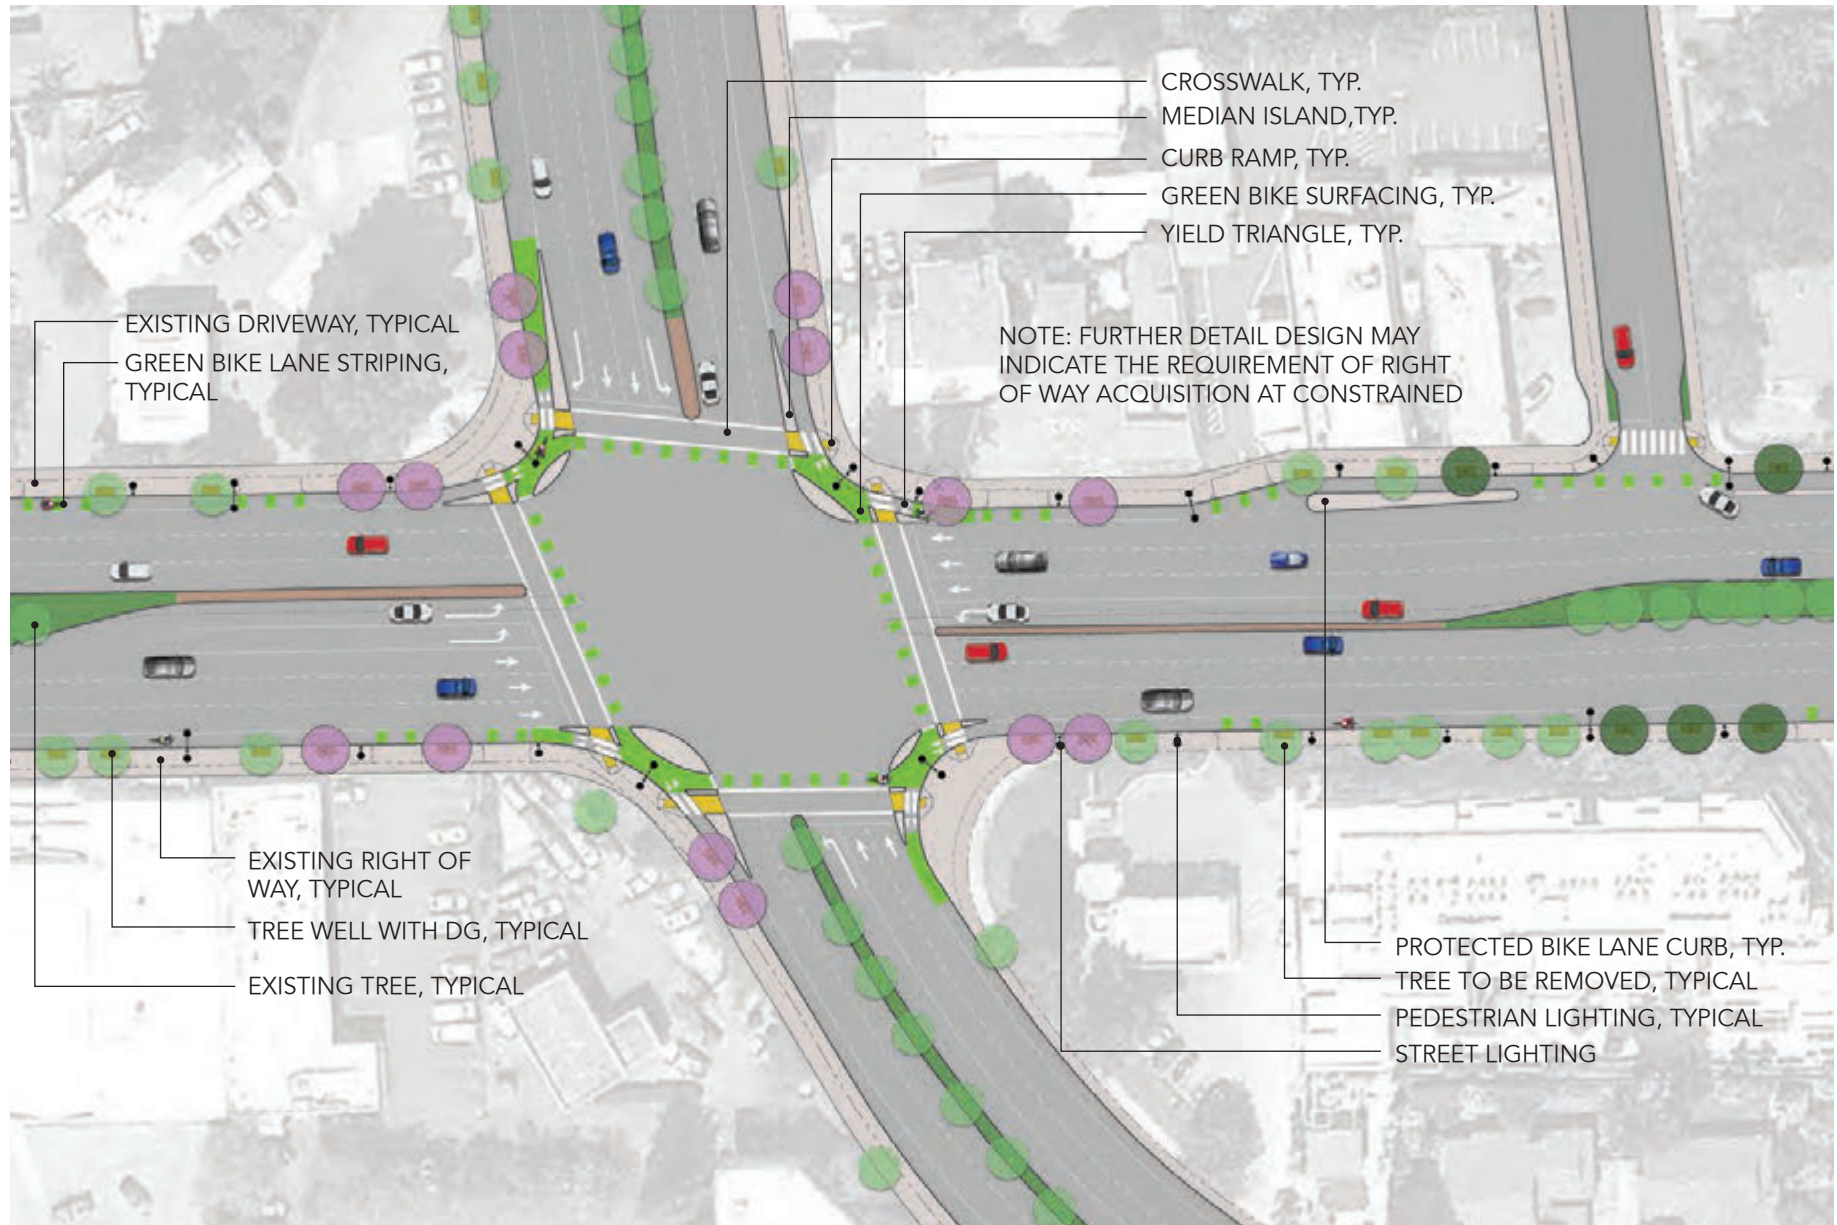 CROSSWALK, TYP.
MEDIAN ISLAND,TYP.
CURB RAMP, TYP.
GREEN BIKE SURFACING, TYP.
YIELD TRIANGLE, TYP.
EXISTING DRIVEWAY, TYPICAL
GREEN BIKE LANE STRIPING,
TYPICAL
NOTE: FURTHER DETAIL DESIGN MAY
INDICATE THE REQUIREMENT OF RIGHT
OF WAY ACQUISITION AT CONSTRAINED
EXISTING RIGHT OF
WAY, TYPICAL
TREE WELL WITH DG, TYPICAL
EXISTING TREE, TYPICAL
PROTECTED BIKE LANE CURB, TYP.
TREE TO BE REMOVED, TYPICAL
PEDESTRIAN LIGHTING, TYPICAL
STREET LIGHTING